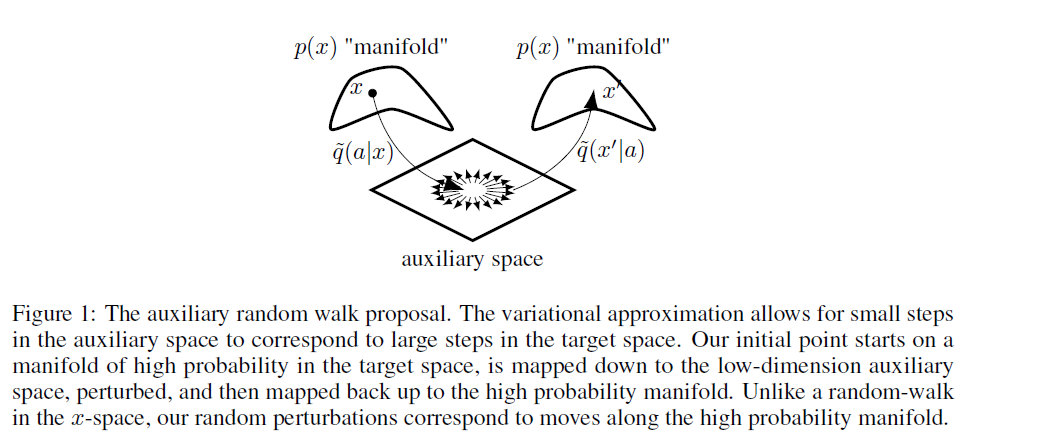 p(x) "manifold" p(x) "manifold"
x x'
q̃(a|x) q̃(x'|a)
auxiliary space
Figure 1: The auxiliary random walk proposal. The variational approximation allows for small steps
in the auxiliary space to correspond to large steps in the target space. Our initial point starts on a
manifold of high probability in the target space, is mapped down to the low-dimension auxiliary
space, perturbed, and then mapped back up to the high probability manifold. Unlike a random-walk
in the x-space, our random perturbations correspond to moves along the high probability manifold.